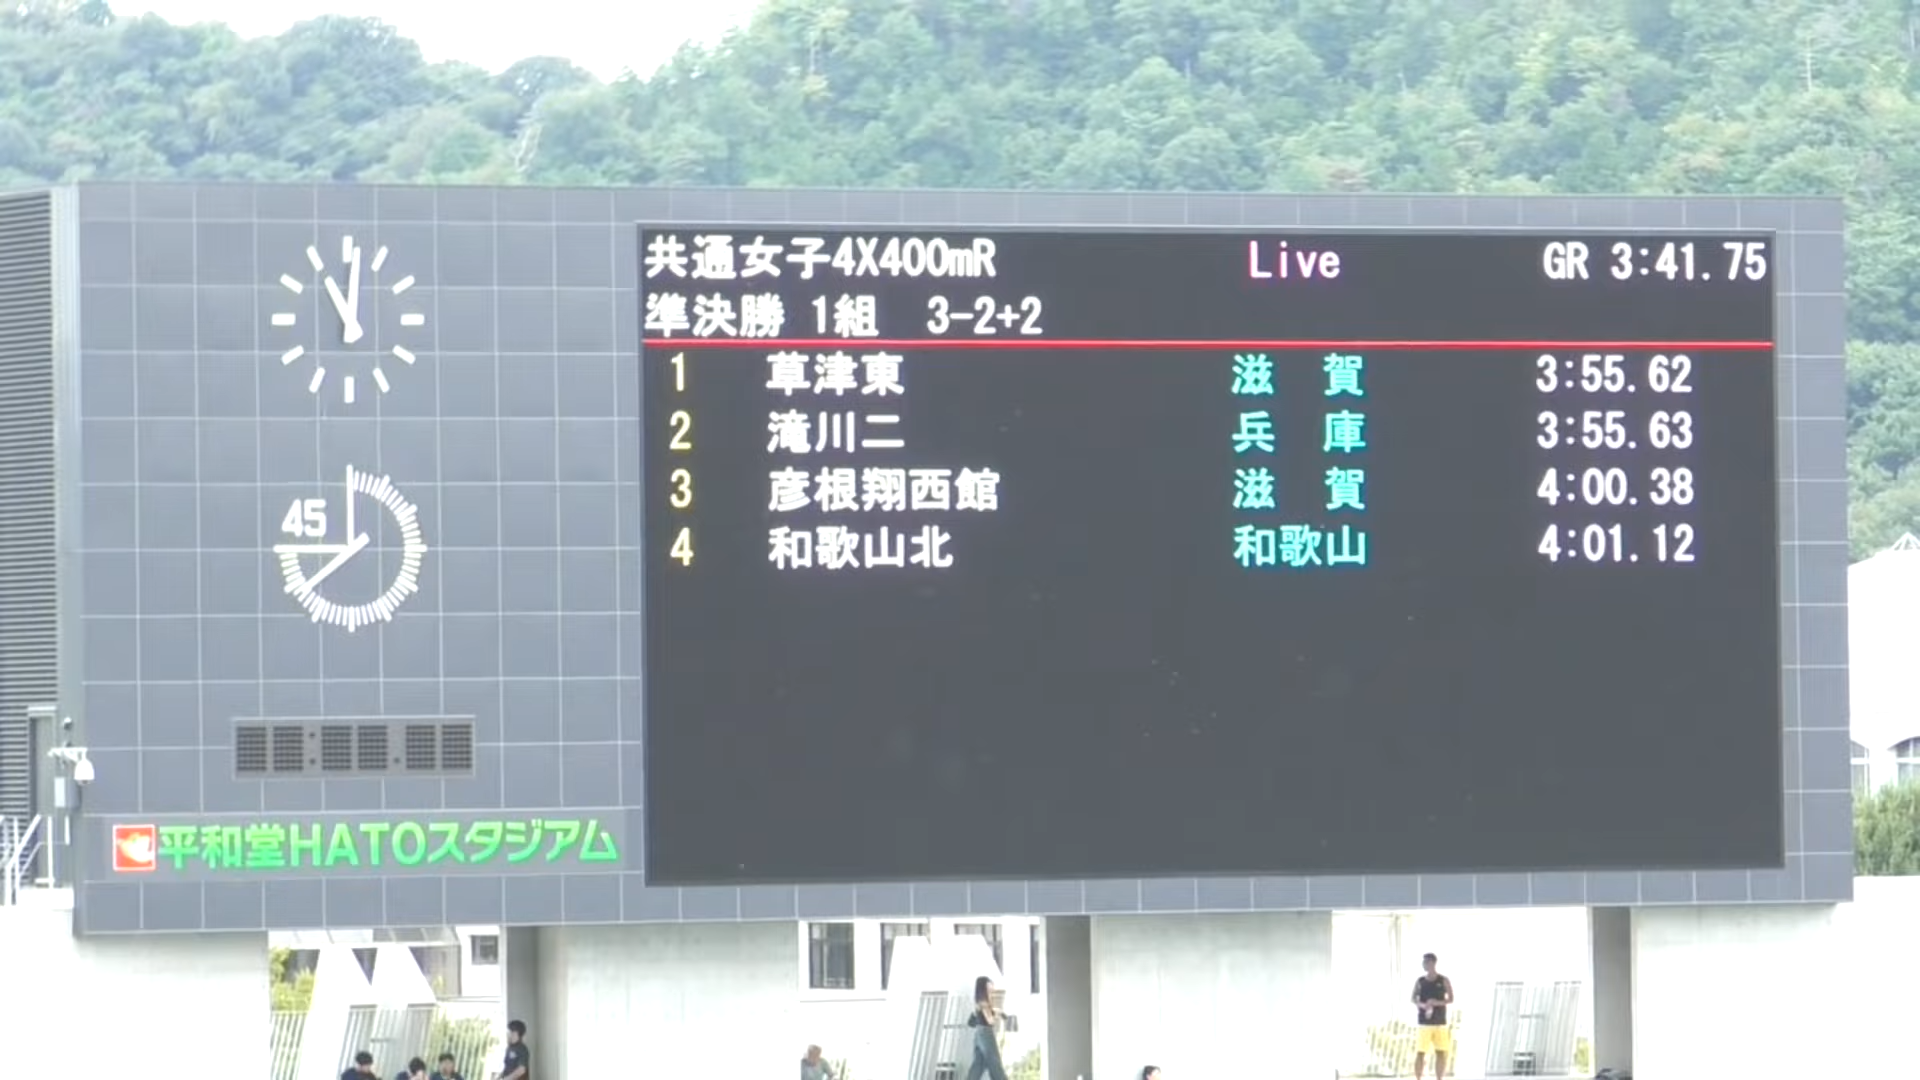 共通女子4X400mR Live GR 3:41.75
準決勝 1組 3-2+2
1 草津東 滋 賀 3:55.62
2 滝川二 兵 庫 3:55.63
3 彦根翔西館 滋 賀 4:00.38
4 和歌山北 和歌山 4:01.12
45
平和堂HATOスタジアム